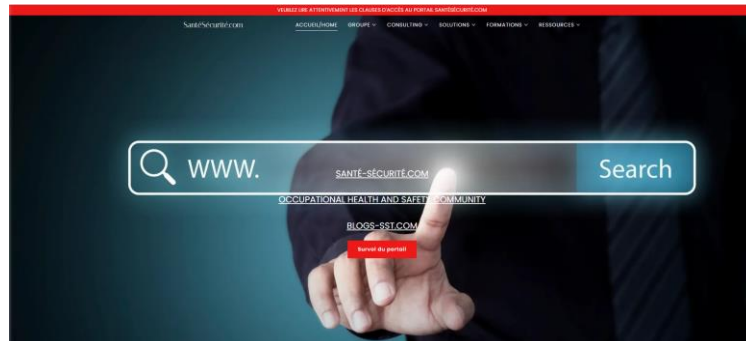 VEUILLEZ LIRE ATTENTIVEMENT LES CLAUSES D'ACCÈS AU PORTAIL SANTÉSÉCURITÉ.COM
SantéSécurité.com ACCUEIL/HOME GROUPE CONSULTING SOLUTIONS FORMATIONS RESSOURCES
www. Search
SANTÉ-SÉCURITÉ.COM
OCCUPATIONAL HEALTH AND SAFETY COMMUNITY
BLOGS-SST.COM
Survol du portail